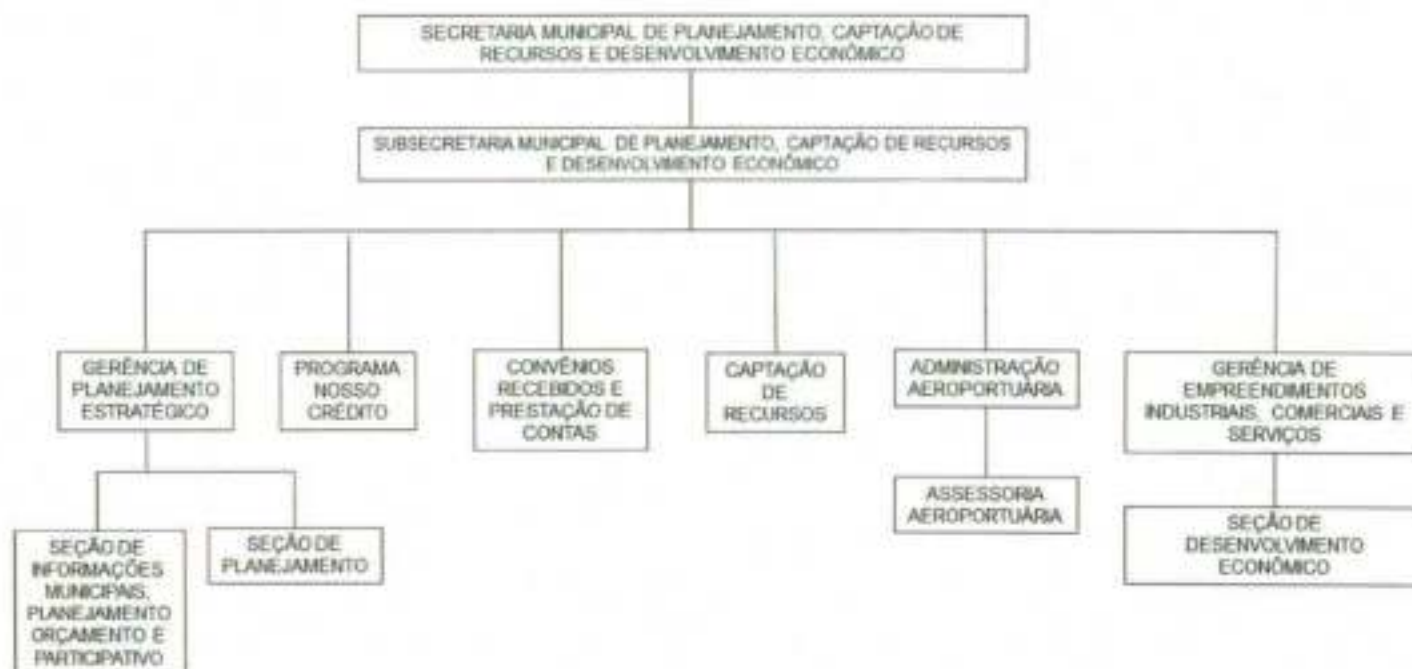 SECRETARIA MUNICIPAL DE PLANEJAMENTO, CAPTAÇÃO DE
RECURSOS E DESENVOLVIMENTO ECONÔMICO
SUBSECRETARIA MUNICIPAL DE PLANEJAMENTO, CAPTAÇÃO DE RECURSOS
E DESENVOLVIMENTO ECONÔMICO
GERÊNCIA DE
PLANEJAMENTO
ESTRATÉGICO
PROGRAMA
NOSSO
CRÉDITO
CONVÊNIOS
RECEBIDOS E
PRESTAÇÃO DE
CONTAS
CAPTAÇÃO
DE
RECURSOS
ADMINISTRAÇÃO
AEROPORTUÁRIA
GERÊNCIA DE
EMPREENDIMENTOS
INDUSTRIAIS, COMERCIAIS E
SERVIÇOS
SEÇÃO DE
INFORMAÇÕES
MUNICIPAIS,
PLANEJAMENTO
ORÇAMENTO E
PARTICIPATIVO
SEÇÃO DE
PLANEJAMENTO
ASSESSORIA
AEROPORTUÁRIA
SEÇÃO DE
DESENVOLVIMENTO
ECONÔMICO